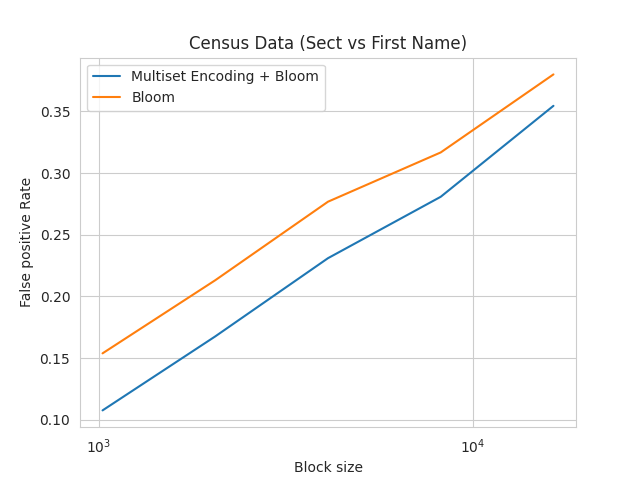 Census Data (Sect vs First Name)
Multiset Encoding + Bloom
Bloom
False positive Rate
0.35
0.30
0.25
0.20
0.15
0.10
10³
10⁴
Block size